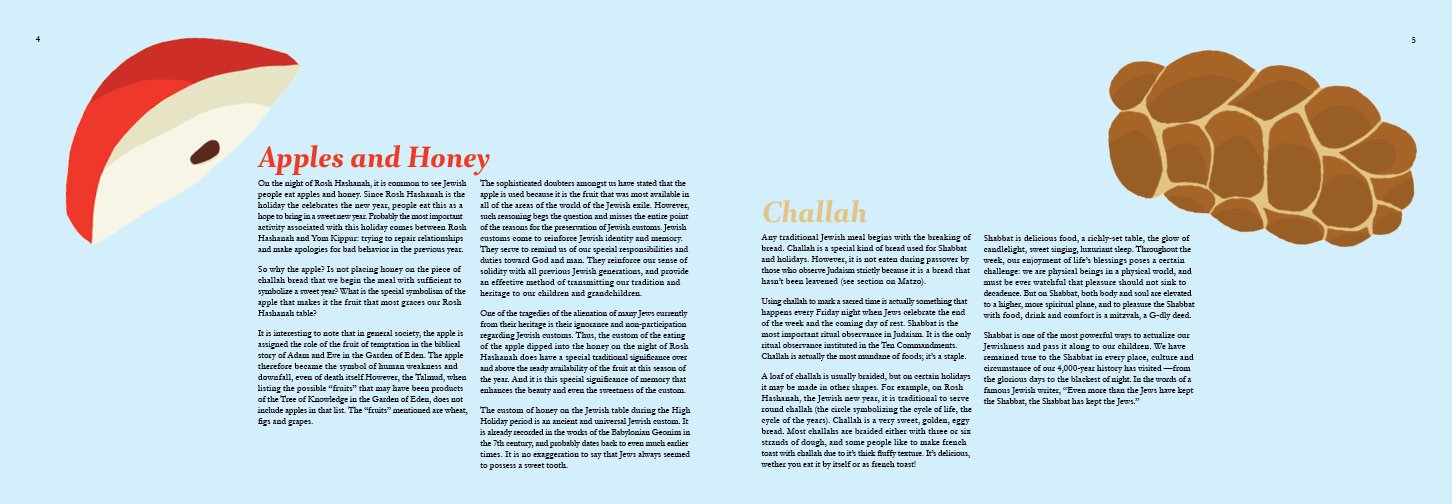 4
Apples and Honey
On the night of Rosh Hashanah, it is common to see Jewish
people eat apples and honey. Since Rosh Hashanah is the
holiday the celebrates the new year, people eat this as a
hope to bring in a sweet new year. Probably the most important
activity associated with this holiday comes between Rosh
Hashanah and Yom Kippur: trying to repair relationships
and make apologies for bad behavior in the previous year.
So why the apple? Is not placing honey on the piece of
challah bread that we begin the meal with sufficient to
symbolize a sweet year? What is the special symbolism of the
apple that makes it the fruit that most graces our Rosh
Hashanah table?
It is interesting to note that in general society, the apple is
assigned the role of the fruit of temptation in the biblical
story of Adam and Eve in the Garden of Eden. The apple
therefore became the symbol of human weakness and
downfall, even of death itself.However, the Talmud, when
listing the possible “fruits” that may have been products
of the Tree of Knowledge in the Garden of Eden, does not
include apples in that list. The “fruits” mentioned are wheat,
figs and grapes.
The sophisticated doubters amongst us have stated that the
apple is used because it is the fruit that was most available in
all of the areas of the world of the Jewish exile. However,
such reasoning begs the question and misses the entire point
of the reasons for the preservation of Jewish customs. Jewish
customs come to reinforce Jewish identity and memory.
They serve to remind us of our special responsibilities and
duties toward God and man. They reinforce our sense of
solidity with all previous Jewish generations, and provide
an effective method of transmitting our tradition and
heritage to our children and grandchildren.
One of the tragedies of the alienation of many Jews currently
from their heritage is their ignorance and non-participation
regarding Jewish customs. Thus, the custom of the eating
of the apple dipped into the honey on the night of Rosh
Hashanah does have a special traditional significance over
and above the ready availability of the fruit at this season of
the year. And it is this special significance of memory that
enhances the beauty and even the sweetness of the custom.
The custom of honey on the Jewish table during the High
Holiday period is an ancient and universal Jewish custom. It
is already recorded in the works of the Babylonian Geonim in
the 7th century, and probably dates back to even much earlier
times. It is no exaggeration to say that Jews always seemed
to possess a sweet tooth.
5
Challah
Any traditional Jewish meal begins with the breaking of
bread. Challah is a special kind of bread used for Shabbat
and holidays. However, it is not eaten during passover by
those who observe Judaism strictly because it is a bread that
hasn’t been leavened (see section on Matzo).
Using challah to mark a sacred time is actually something that
happens every Friday night when Jews celebrate the end
of the week and the coming day of rest. Shabbat is the
most important ritual observance in Judaism. It is the only
ritual observance instituted in the Ten Commandments.
Challah is actually the most mundane of foods; it’s a staple.
A loaf of challah is usually braided, but on certain holidays
it may be made in other shapes. For example, on Rosh
Hashanah, the Jewish new year, it is traditional to serve
round challah (the circle symbolizing the cycle of life, the
cycle of the years). Challah is a very sweet, golden, eggy
bread. Most challahs are braided either with three or six
strands of dough, and some people like to make french
toast with challah due to it’s thick fluffy texture. It’s delicious,
wether you eat it by itself or as french toast!
Shabbat is delicious food, a richly-set table, the glow of
candlelight, sweet singing, luxuriant sleep. Throughout the
week, our enjoyment of life’s blessings poses a certain
challenge: we are physical beings in a physical world, and
must be ever watchful that pleasure should not sink to
decadence. But on Shabbat, both body and soul are elevated
to a higher, more spiritual plane, and to pleasure the Shabbat
with food, drink and comfort is a mitzvah, a G-dly deed.
Shabbat is one of the most powerful ways to actualize our
Jewishness and pass it along to our children. We have
remained true to the Shabbat in every place, culture and
circumstance of our 4,000-year history has visited —from
the glorious days to the blackest of night. In the words of a
famous Jewish writer, “Even more than the Jews have kept
the Shabbat, the Shabbat has kept the Jews.”